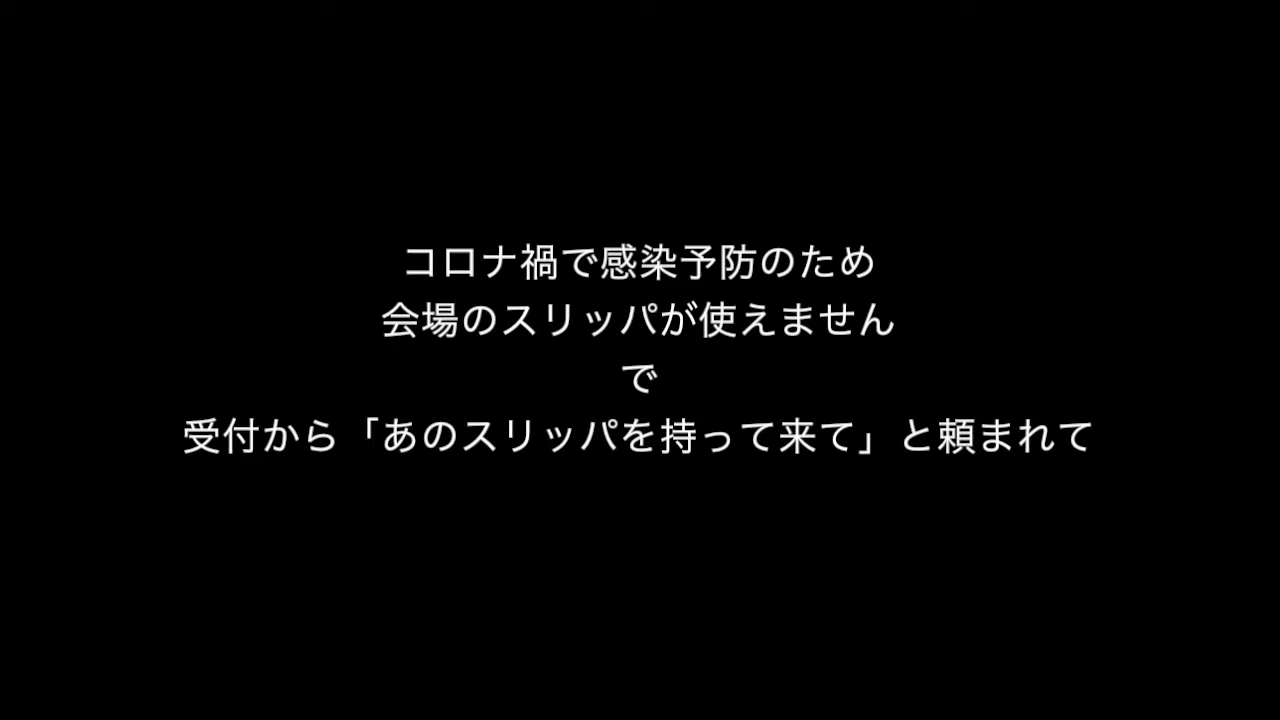 コロナ禍で感染予防のため
会場のスリッパが使えません
で
受付から「あのスリッパを持って来て」と頼まれて